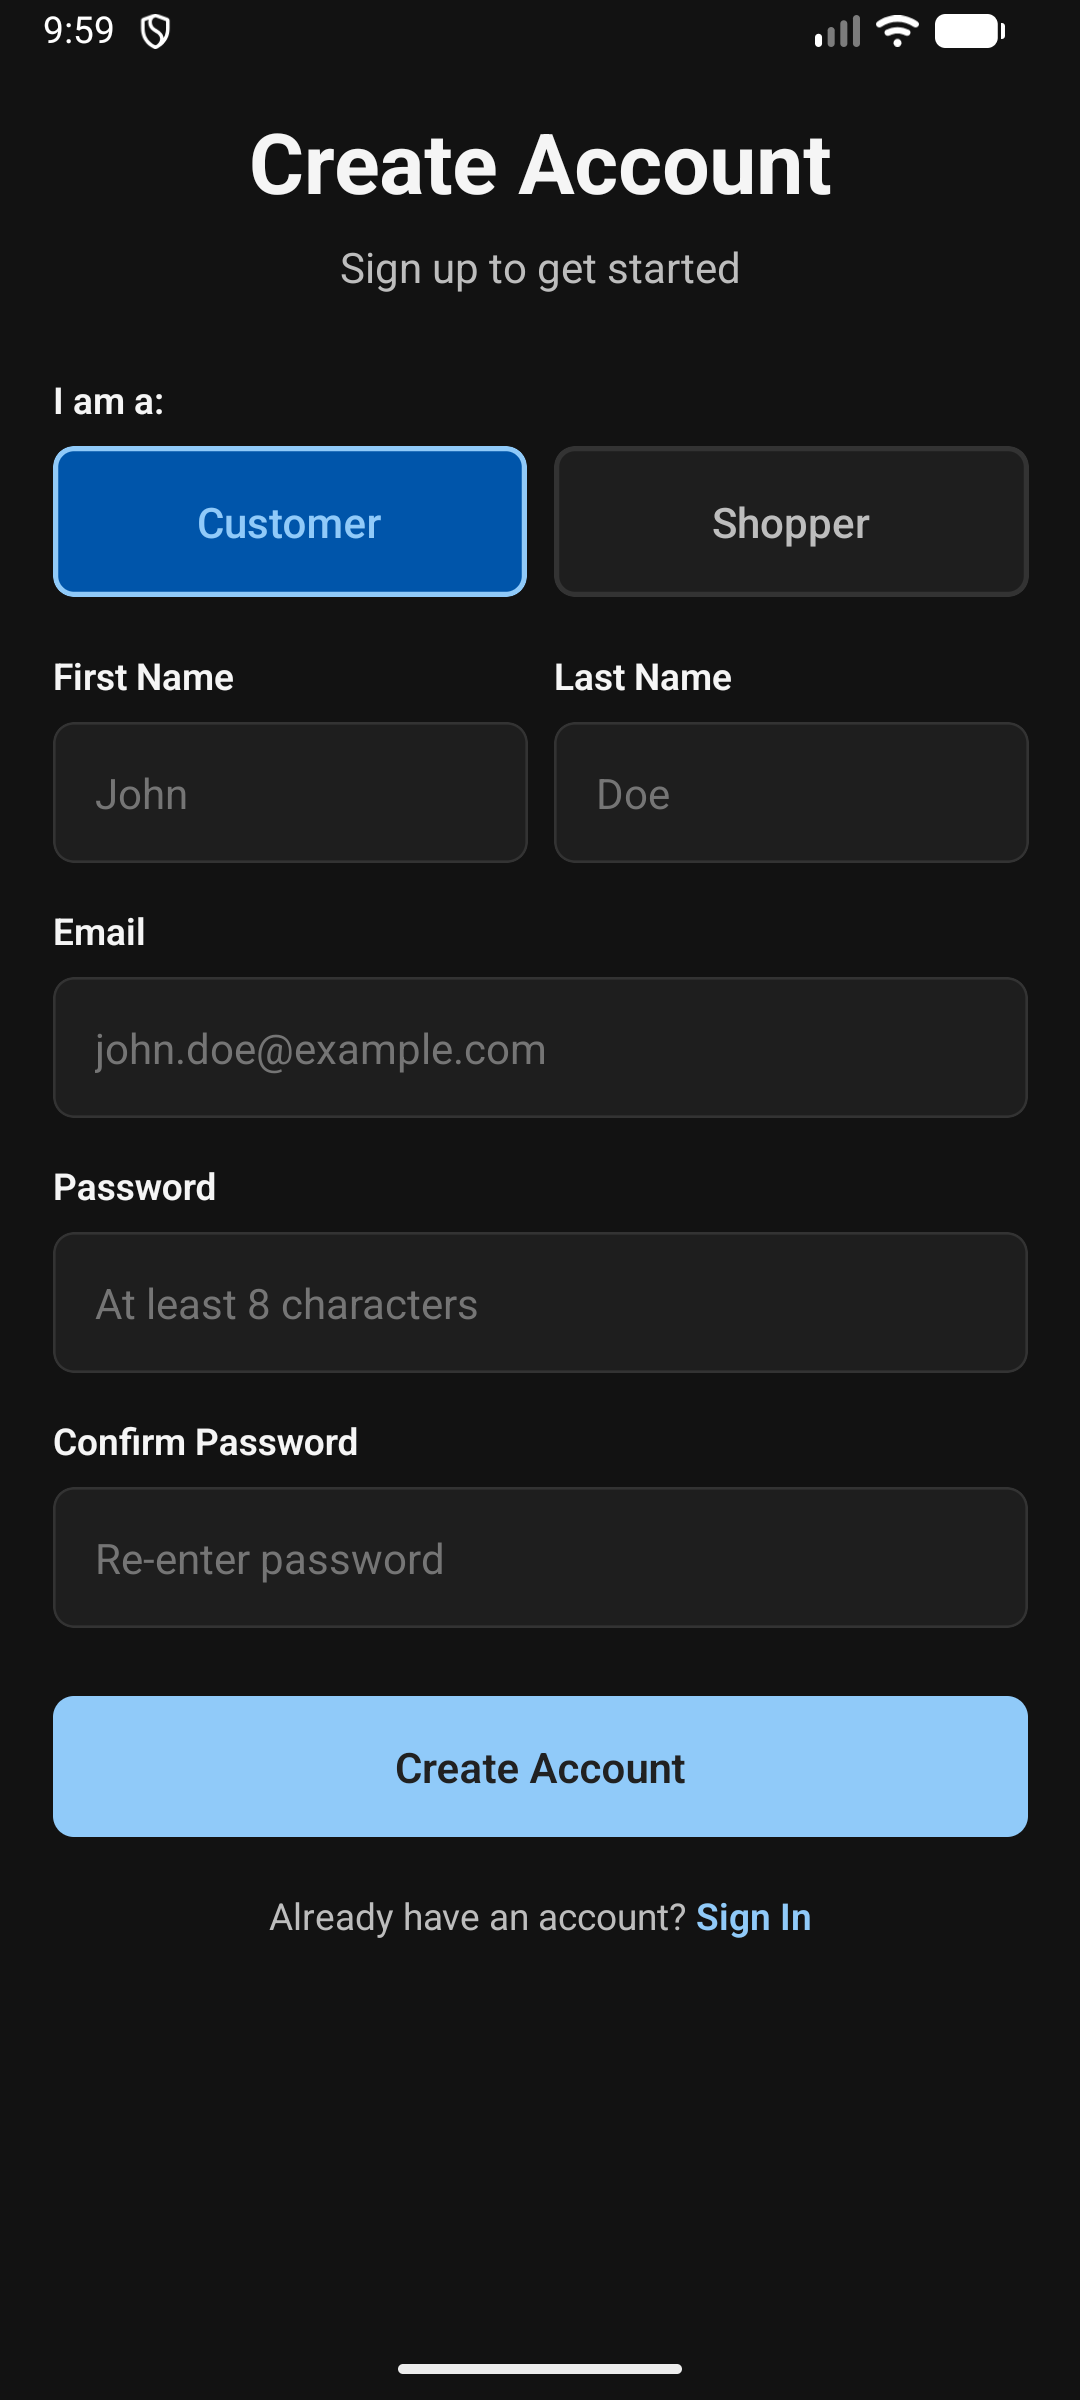 9:59
Create Account
Sign up to get started
I am a:
Customer Shopper
First Name Last Name
John Doe
Email
john.doe@example.com
Password
At least 8 characters
Confirm Password
Re-enter password
Create Account
Already have an account? Sign In